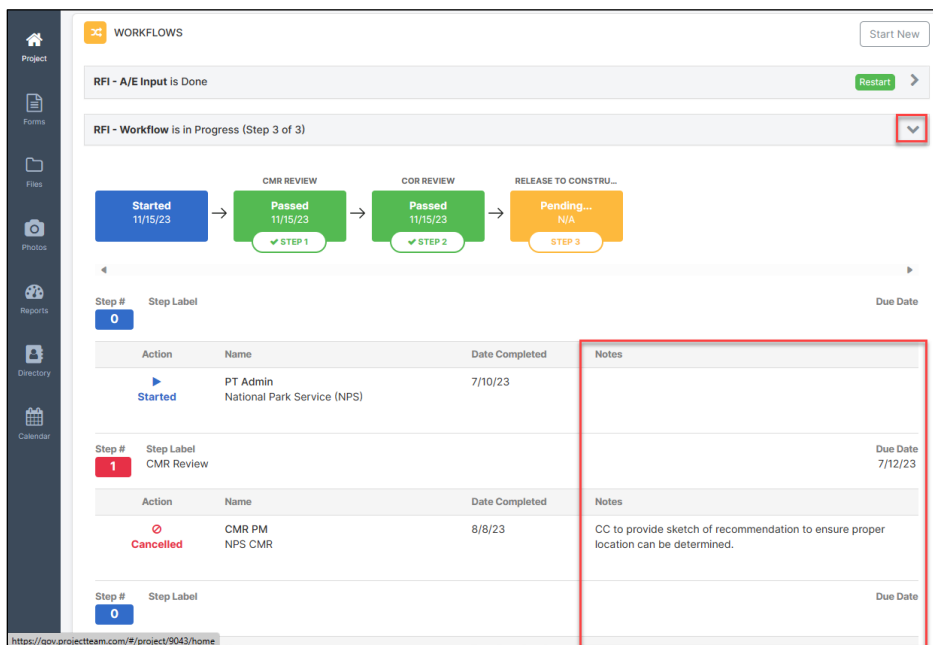 WORKFLOWS
Start New
Project
RFI - A/E Input is Done
Restart
Forms
RFI - Workflow is in Progress (Step 3 of 3)
Files
CMR REVIEW
COR REVIEW
RELEASE TO CONSTRU...
Started
11/15/23
Passed
11/15/23
STEP 1
Passed
11/15/23
STEP 2
Pending...
N/A
STEP 3
Photos
Reports
Directory
Calendar
Step # Step Label Due Date
0
Action Name Date Completed Notes
Started PT Admin 7/10/23
National Park Service (NPS)
Step # Step Label Due Date
1 CMR Review 7/12/23
Action Name Date Completed Notes
Cancelled CMR PM 8/8/23 CC to provide sketch of recommendation to ensure proper
NPS CMR location can be determined.
Step # Step Label Due Date
0
https://gov.projectteam.com/#/project/9043/home